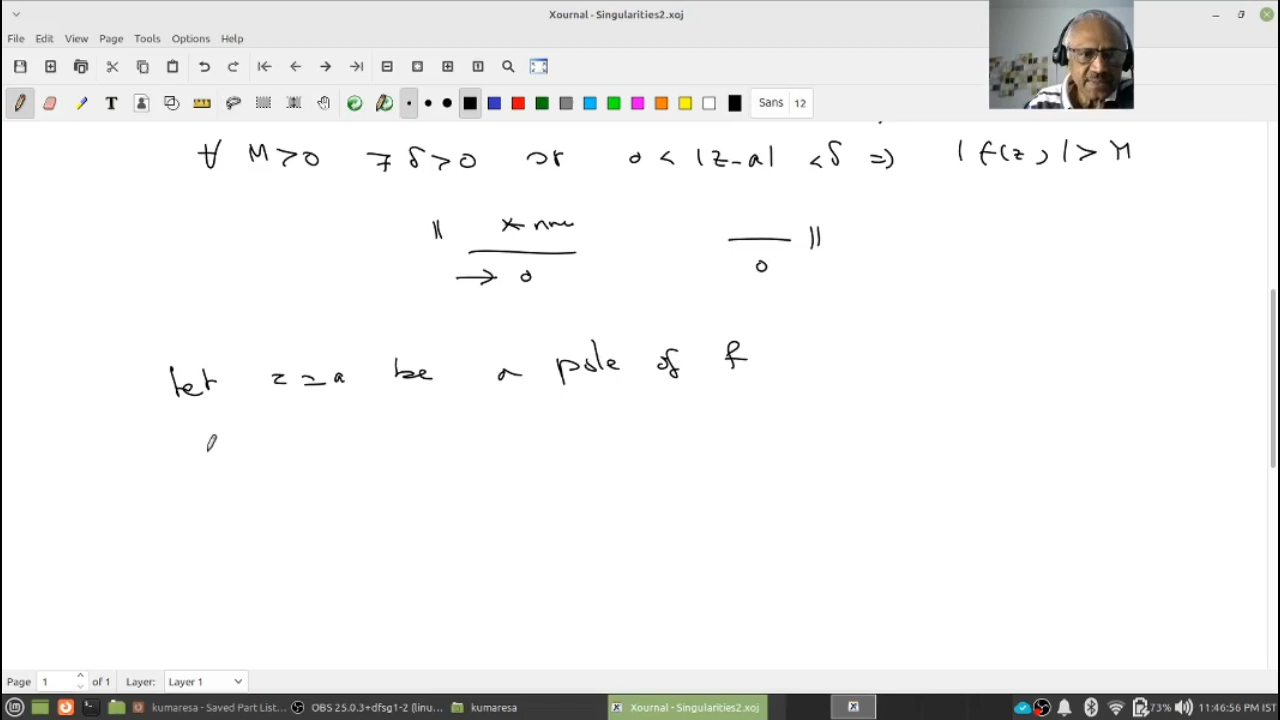 Xournal - Singularities2.xoj
File Edit View Page Tools Options Help
Sans 12
∀ M>0 ∃ δ>0 0 < |z-a| < δ ⇒ |f(z)| > M
→ 0 0
Let z=a be a pole of f
Page 1 of 1 Layer: Layer 1
kumaresa - Saved Part List... OBS 25.0.3+dfsg1-2 (linu... kumaresa Xournal - Singularities2.xoj 73% 11:46:56 PM IST